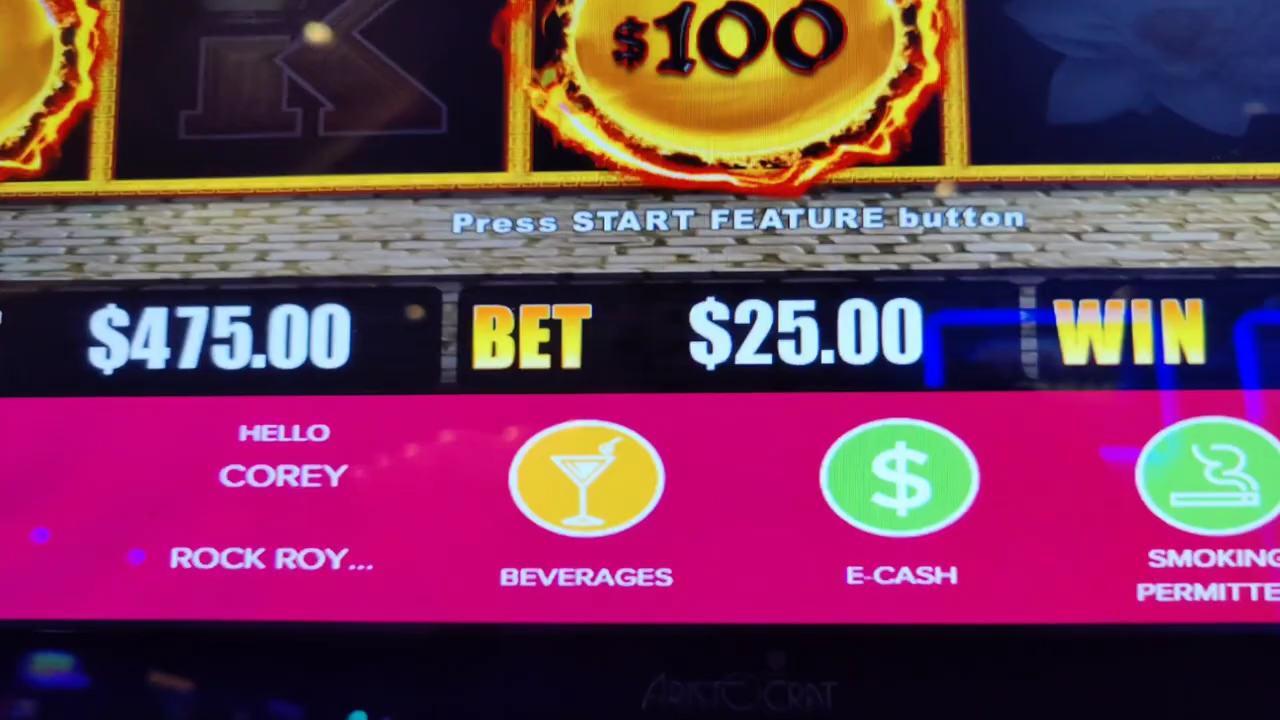 K
$100
Press START FEATURE button
$475.00 BET $25.00 WIN
HELLO
COREY
ROCK ROY...
BEVERAGES
E-CASH
SMOKING
PERMITTE
ARISTOCRAT